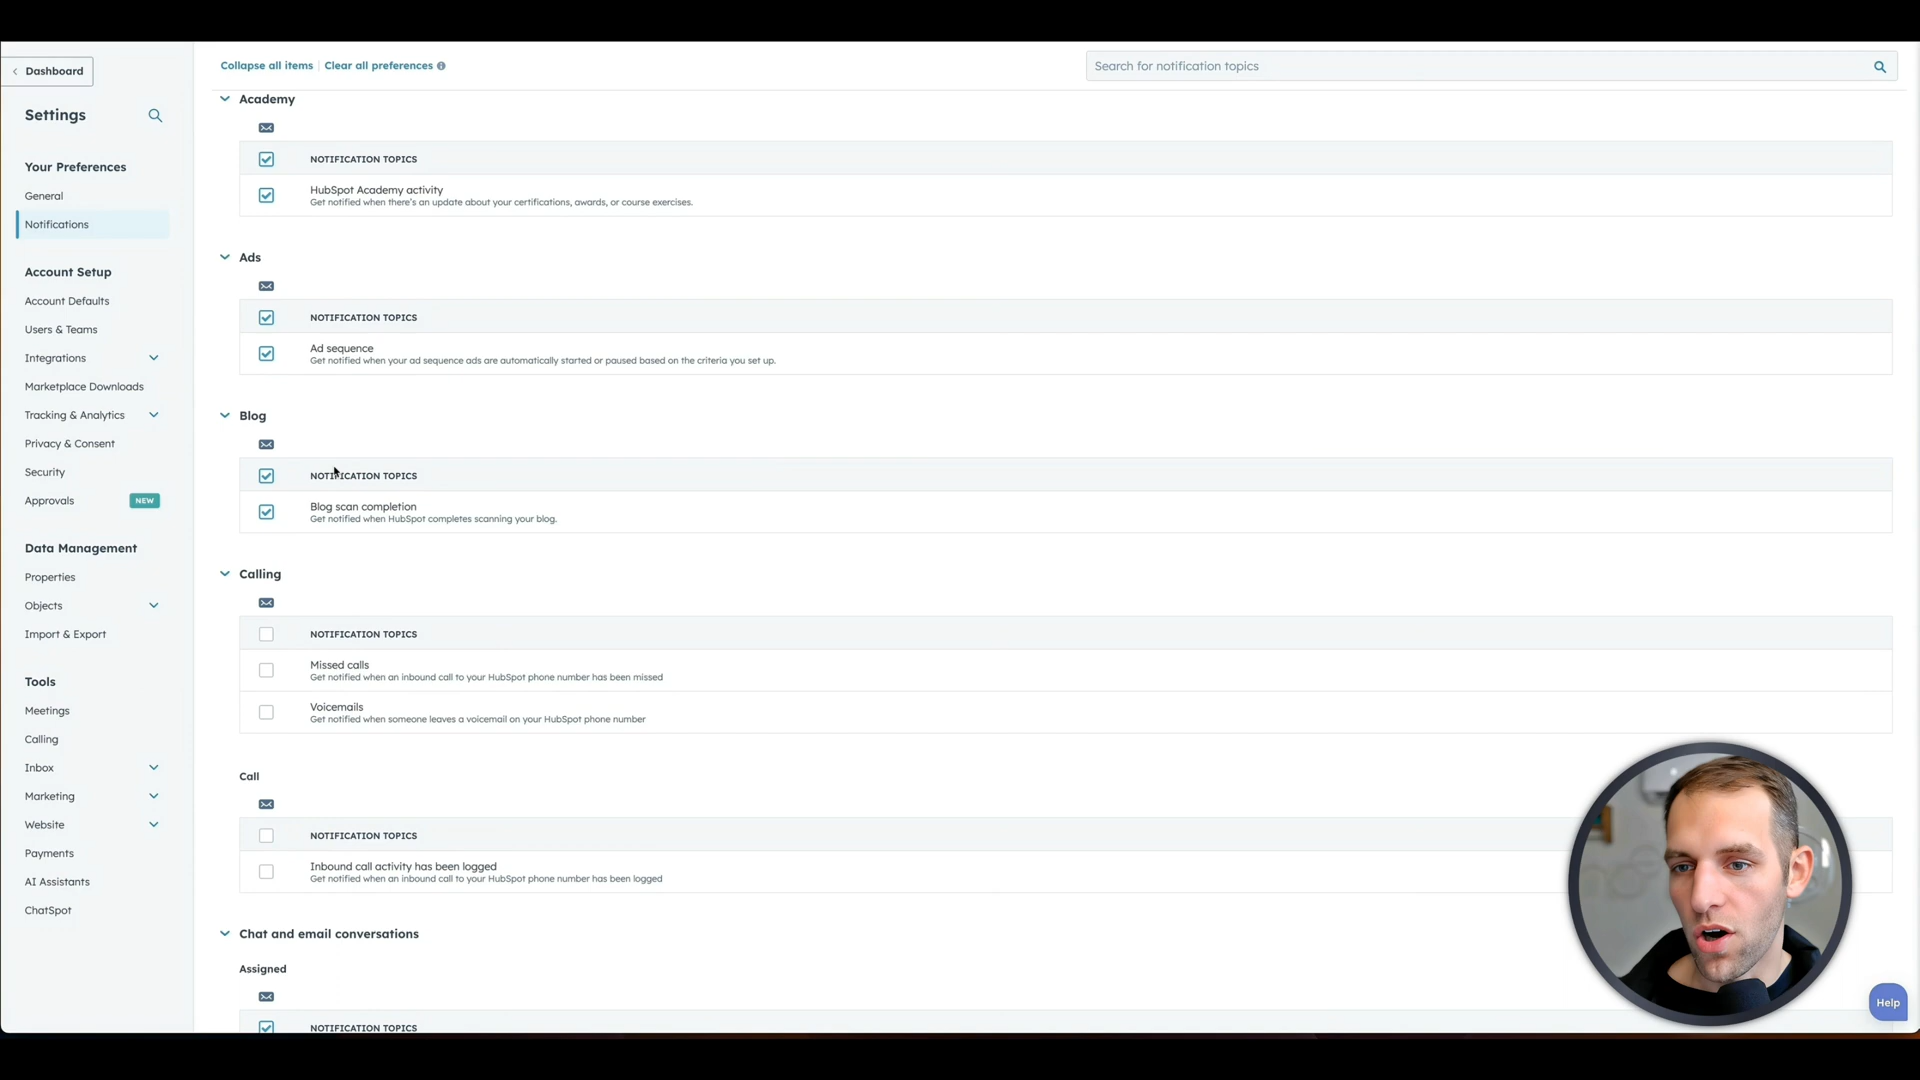 Dashboard
Settings
Your Preferences
General
Notifications
Account Setup
Account Defaults
Users & Teams
Integrations
Marketplace Downloads
Tracking & Analytics
Privacy & Consent
Security
Approvals NEW
Data Management
Properties
Objects
Import & Export
Tools
Meetings
Calling
Inbox
Marketing
Website
Payments
AI Assistants
ChatSpot
Collapse all items | Clear all preferences
Search for notification topics
Academy
NOTIFICATION TOPICS
HubSpot Academy activity
Get notified when there's an update about your certifications, awards, or course exercises.
Ads
NOTIFICATION TOPICS
Ad sequence
Get notified when your ad sequence ads are automatically started or paused based on the criteria you set up.
Blog
NOTIFICATION TOPICS
Blog scan completion
Get notified when HubSpot completes scanning your blog.
Calling
NOTIFICATION TOPICS
Missed calls
Get notified when an inbound call to your HubSpot phone number has been missed
Voicemails
Get notified when someone leaves a voicemail on your HubSpot phone number
Call
NOTIFICATION TOPICS
Inbound call activity has been logged
Get notified when an inbound call to your HubSpot phone number has been logged
Chat and email conversations
Assigned
NOTIFICATION TOPICS
Help